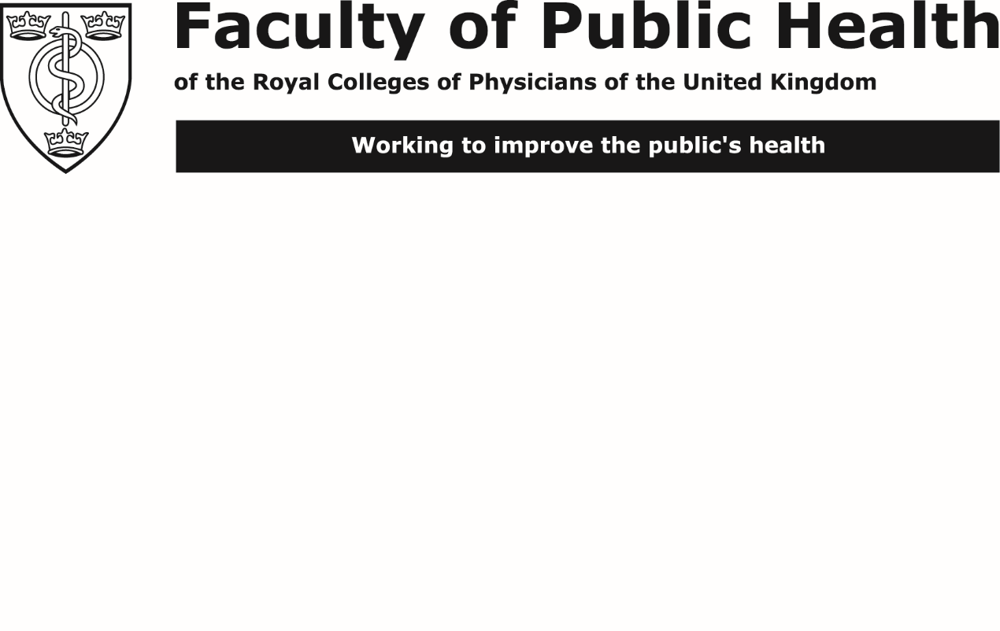 Faculty of Public Health
of the Royal Colleges of Physicians of the United Kingdom
Working to improve the public's health